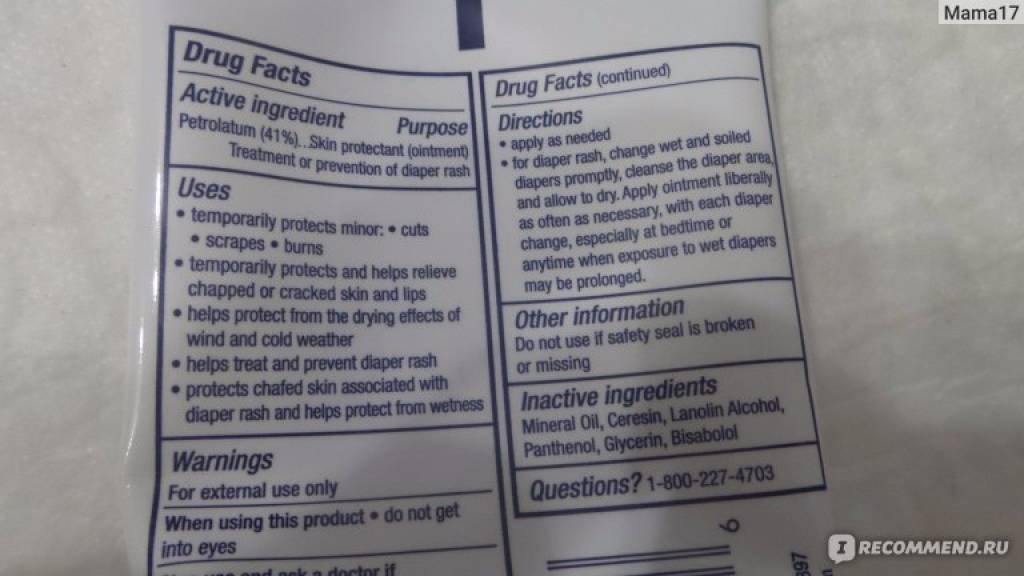 Mama17
Drug Facts
Active ingredient Purpose
Petrolatum (41%)...Skin protectant (ointment)
Treatment or prevention of diaper rash
Uses
• temporarily protects minor: • cuts
• scrapes • burns
• temporarily protects and helps relieve
chapped or cracked skin and lips
• helps protect from the drying effects of
wind and cold weather
• helps treat and prevent diaper rash
• protects chafed skin associated with
diaper rash and helps protect from wetness
Warnings
For external use only
When using this product • do not get
into eyes
and ask a doctor if
Drug Facts (continued)
Directions
• apply as needed
• for diaper rash, change wet and soiled
diapers promptly, cleanse the diaper area,
and allow to dry. Apply ointment liberally
as often as necessary, with each diaper
change, especially at bedtime or
anytime when exposure to wet diapers
may be prolonged.
Other information
Do not use if safety seal is broken
or missing
Inactive ingredients
Mineral Oil, Ceresin, Lanolin Alcohol,
Panthenol, Glycerin, Bisabolol
Questions? 1-800-227-4703
6
397
IRECOMMEND.RU